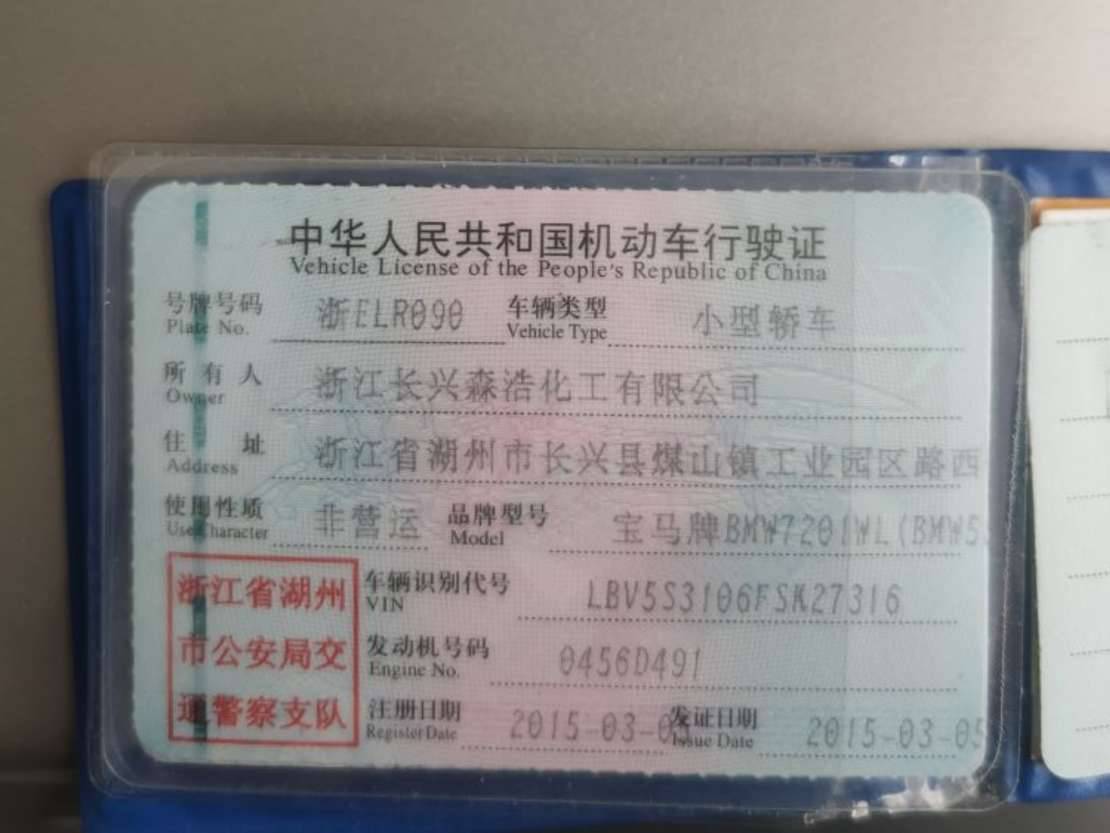 中华人民共和国机动车行驶证
Vehicle License of the People's Republic of China
号牌号码 浙ELR090 车辆类型 小型轿车
Plate No. Vehicle Type
所有人 浙江长兴森浩化工有限公司
Owner
住址 浙江省湖州市长兴县煤山镇工业园区路西
Address
使用性质 非营运 品牌型号 宝马牌BMW7201WL(BMW5
Use Character Model
浙江省湖州
市公安局交
通警察支队
车辆识别代号 LBV5S3106FSK27316
VIN
发动机号码 0456D491
Engine No.
注册日期 2015-03-05 发证日期 2015-03-05
Register Date Issue Date